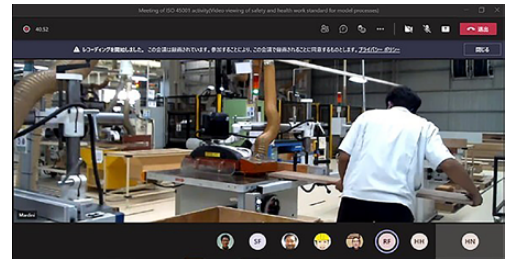 Meeting of ISO 45001 activity(Video viewing of safety and health work standard for model processes)
40:52
退出
レコーディングを開始しました。この会議は録画されています。参加することにより、この会議で録画されることに同意するものとします。プライバシー ポリシー
閉じる
Mardini
SF
RF
HH
HN